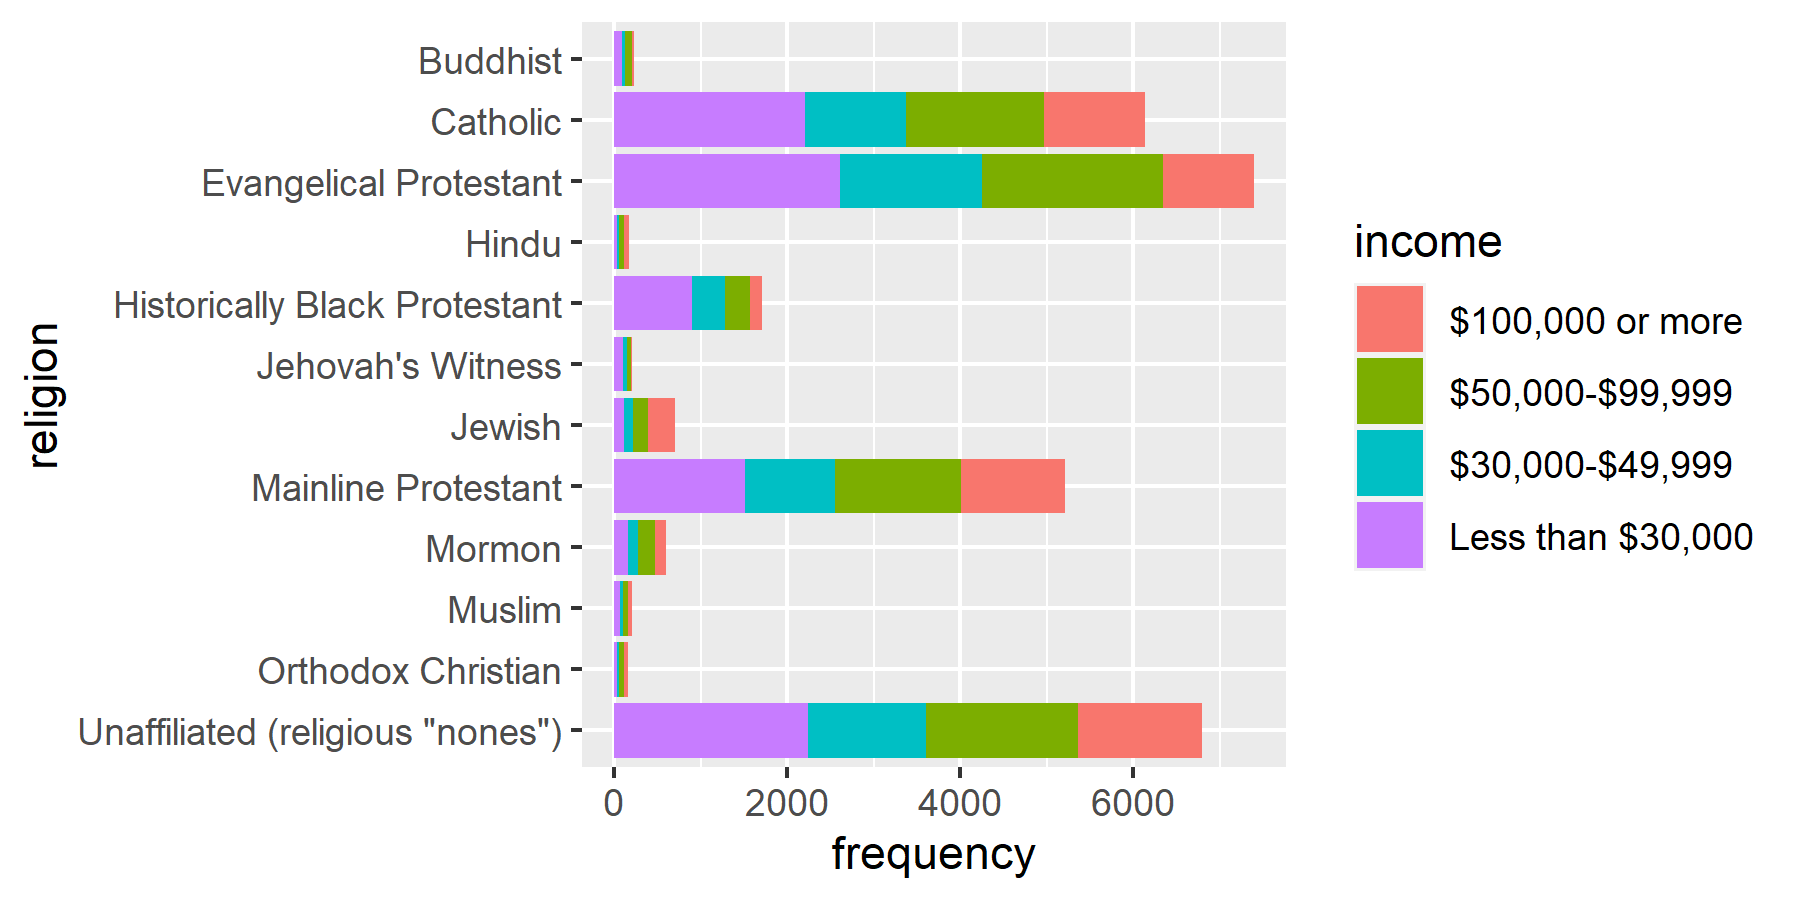 religion
Buddhist
Catholic
Evangelical Protestant
Hindu
Historically Black Protestant
Jehovah's Witness
Jewish
Mainline Protestant
Mormon
Muslim
Orthodox Christian
Unaffiliated (religious "nones")
0 2000 4000 6000
frequency
income
$100,000 or more
$50,000-$99,999
$30,000-$49,999
Less than $30,000